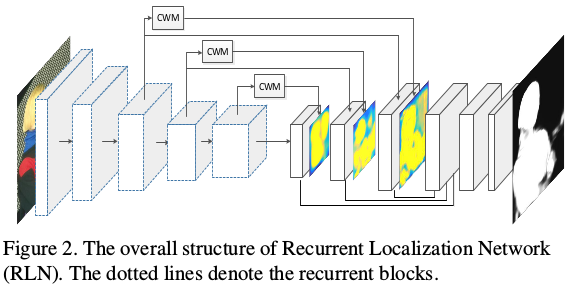 CWM
CWM
CWM
Figure 2. The overall structure of Recurrent Localization Network
(RLN). The dotted lines denote the recurrent blocks.